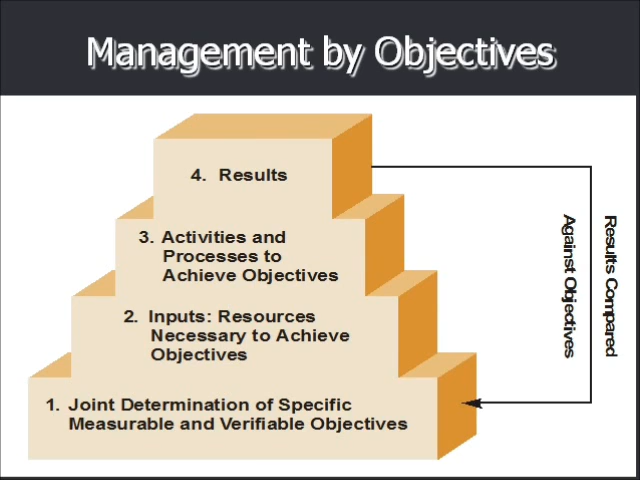 Management by Objectives
4. Results
3. Activities and
Processes to
Achieve Objectives
2. Inputs: Resources
Necessary to Achieve
Objectives
1. Joint Determination of Specific
Measurable and Verifiable Objectives
Results Compared
Against Objectives